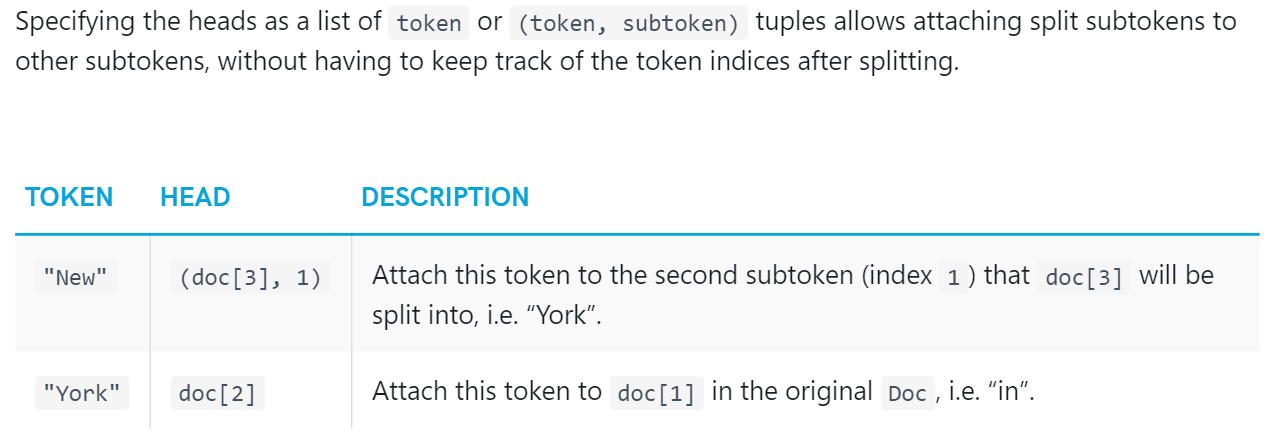 Specifying the heads as a list of token or (token, subtoken) tuples allows attaching split subtokens to
other subtokens, without having to keep track of the token indices after splitting.
TOKEN HEAD DESCRIPTION
"New" (doc[3], 1) Attach this token to the second subtoken (index 1 ) that doc[3] will be
split into, i.e. “York”.
"York" doc[2] Attach this token to doc[1] in the original Doc , i.e. “in”.